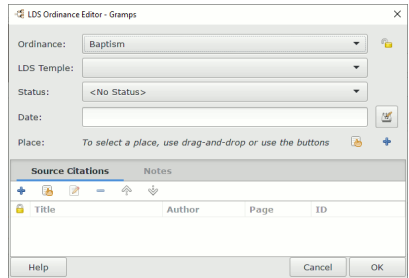 LDS Ordinance Editor - Gramps
Ordinance: Baptism
LDS Temple:
Status: <No Status>
Date:
Place: To select a place, use drag-and-drop or use the buttons
Source Citations Notes
Title Author Page ID
Help Cancel OK